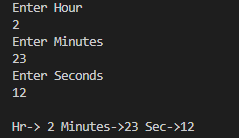 Enter Hour
2
Enter Minutes
23
Enter Seconds
12
Hr-> 2 Minutes->23 Sec->12